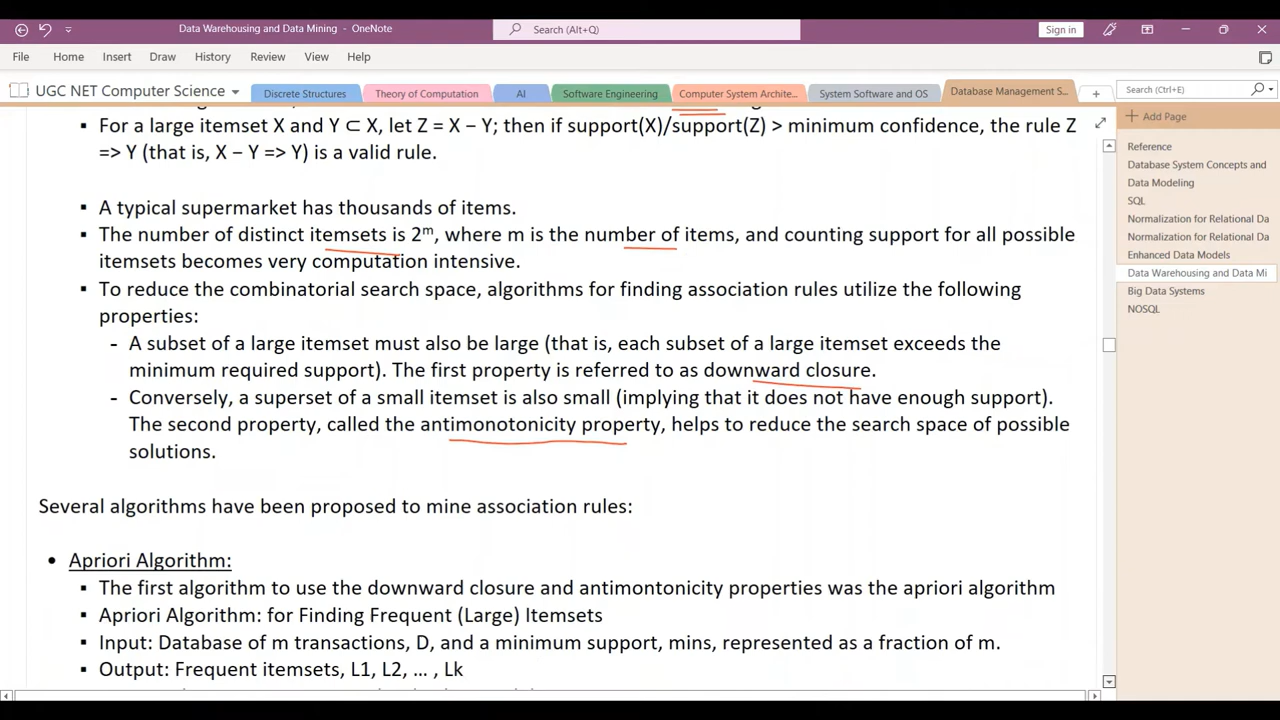 Data Warehousing and Data Mining - OneNote
Search (Alt+Q)
Sign in
File Home Insert Draw History Review View Help
UGC NET Computer Science
Discrete Structures
Theory of Computation
AI
Software Engineering
Computer System Archite...
System Software and OS
Database Management S...
Search (Ctrl+E)
For a large itemset X and Y ⊂ X, let Z = X − Y; then if support(X)/support(Z) > minimum confidence, the rule Z
=> Y (that is, X − Y => Y) is a valid rule.
A typical supermarket has thousands of items.
The number of distinct itemsets is 2ᵐ, where m is the number of items, and counting support for all possible
itemsets becomes very computation intensive.
To reduce the combinatorial search space, algorithms for finding association rules utilize the following
properties:
- A subset of a large itemset must also be large (that is, each subset of a large itemset exceeds the
minimum required support). The first property is referred to as downward closure.
- Conversely, a superset of a small itemset is also small (implying that it does not have enough support).
The second property, called the antimonotonicity property, helps to reduce the search space of possible
solutions.
Several algorithms have been proposed to mine association rules:
Apriori Algorithm:
The first algorithm to use the downward closure and antimontonicity properties was the apriori algorithm
Apriori Algorithm: for Finding Frequent (Large) Itemsets
Input: Database of m transactions, D, and a minimum support, mins, represented as a fraction of m.
Output: Frequent itemsets, L1, L2, ... , Lk
Add Page
Reference
Database System Concepts and
Data Modeling
SQL
Normalization for Relational Da
Normalization for Relational Da
Enhanced Data Models
Data Warehousing and Data Mi
Big Data Systems
NOSQL